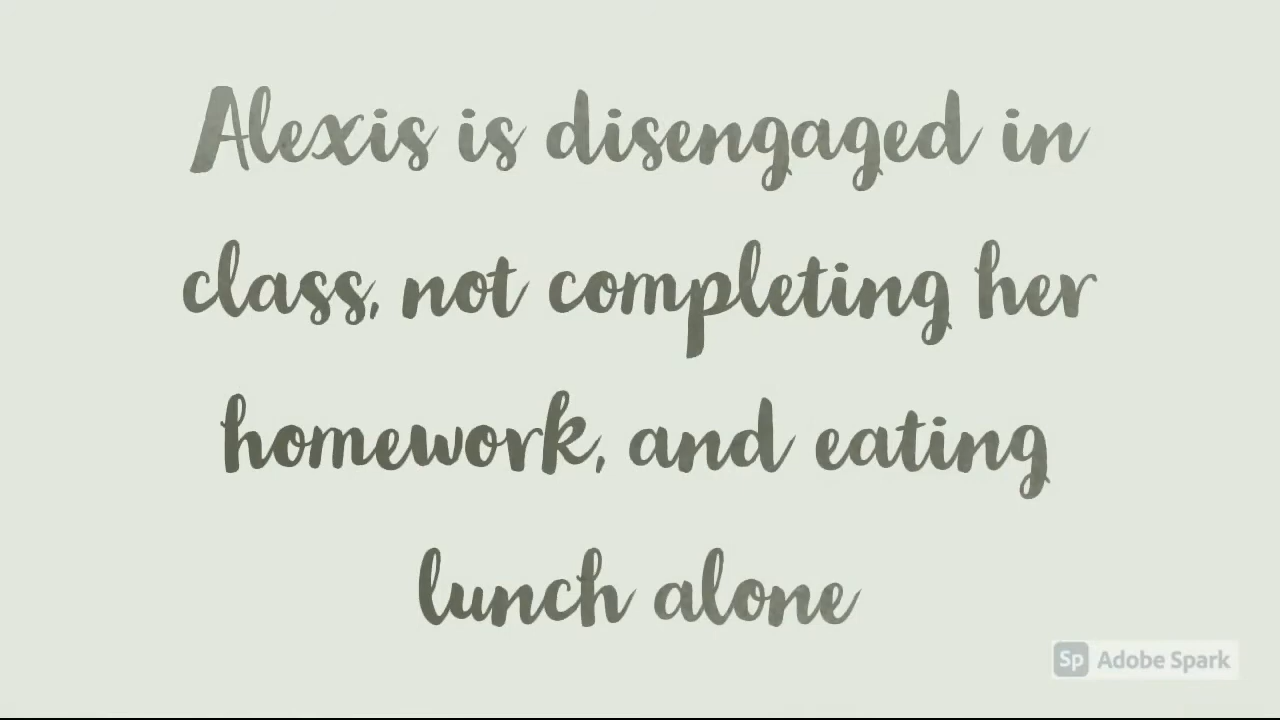 Alexis is disengaged in
class, not completing her
homework, and eating
lunch alone
Sp Adobe Spark